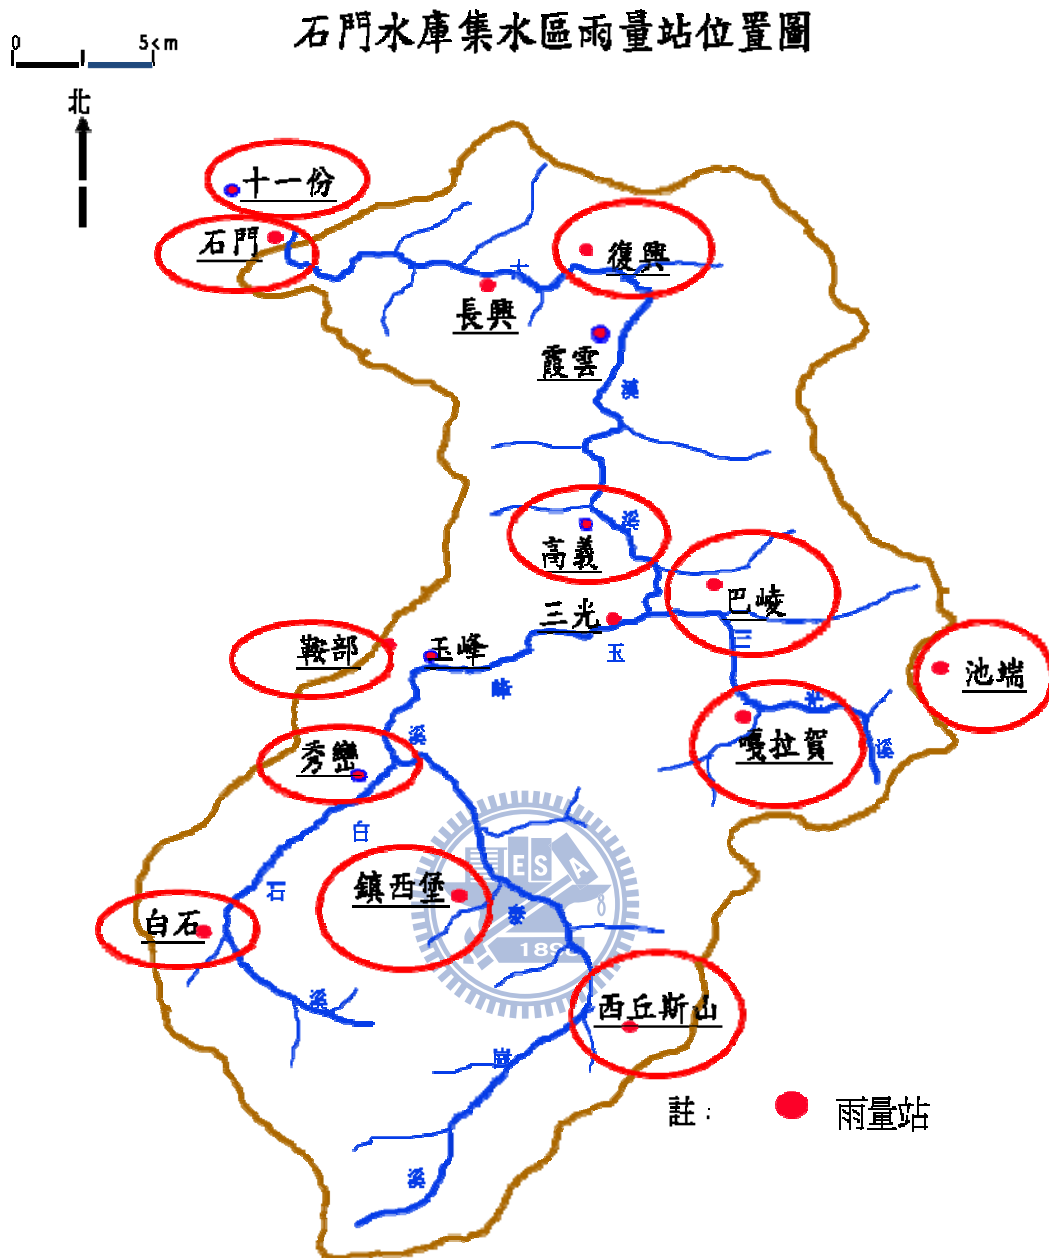 石門水庫集水區雨量站位置圖
0 5km
北
十一份
石門
復興
大
長興
霞雲
溪
溪
高義
巴崚
三光
三
玉
鞍部
玉峰
峰
池端
光
溪
秀巒
溪
嘎拉賀
白
ESA
鎮西堡
石
泰
白石
1896
溪
西丘斯山
崗
註：
雨量站
溪